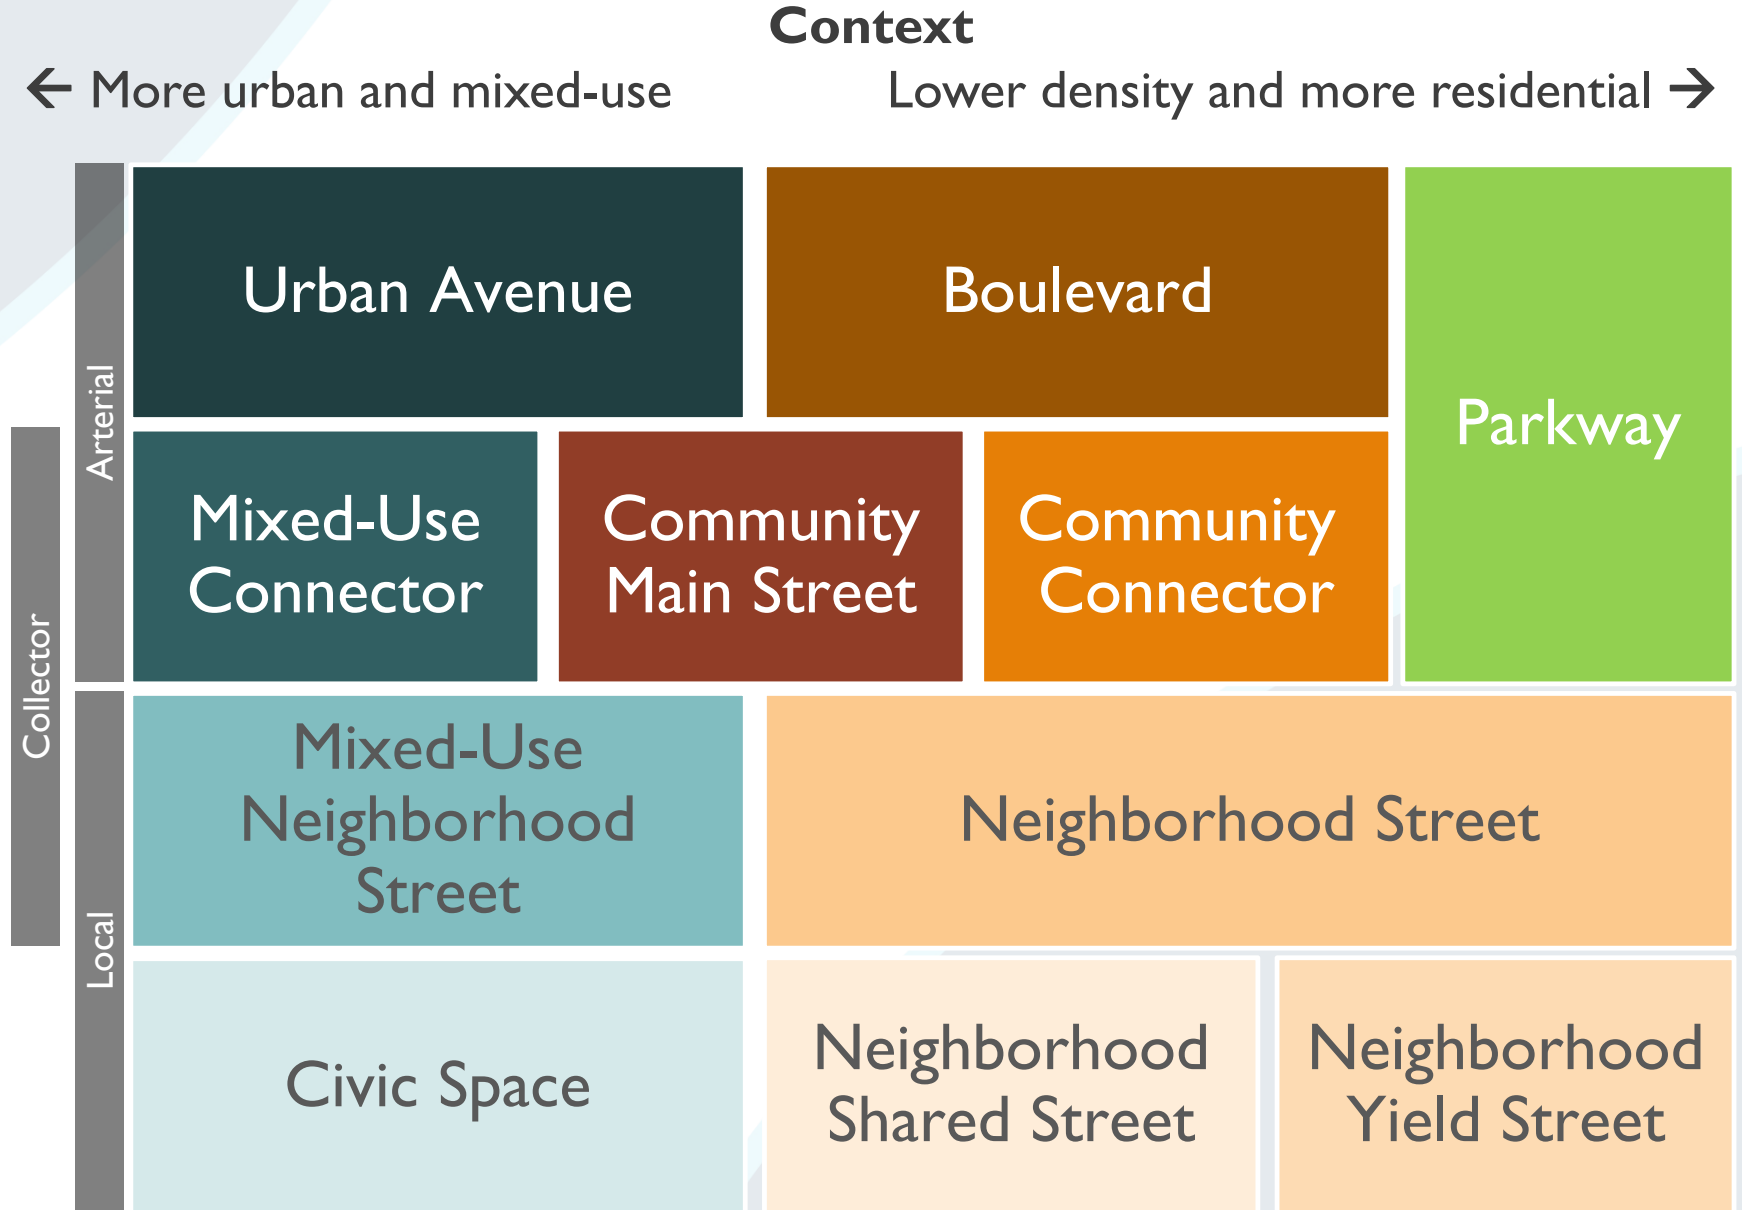 Context
← More urban and mixed-use
Lower density and more residential →
Arterial
Collector
Local
Urban Avenue
Boulevard
Parkway
Mixed-Use
Connector
Community
Main Street
Community
Connector
Mixed-Use
Neighborhood
Street
Neighborhood Street
Civic Space
Neighborhood
Shared Street
Neighborhood
Yield Street